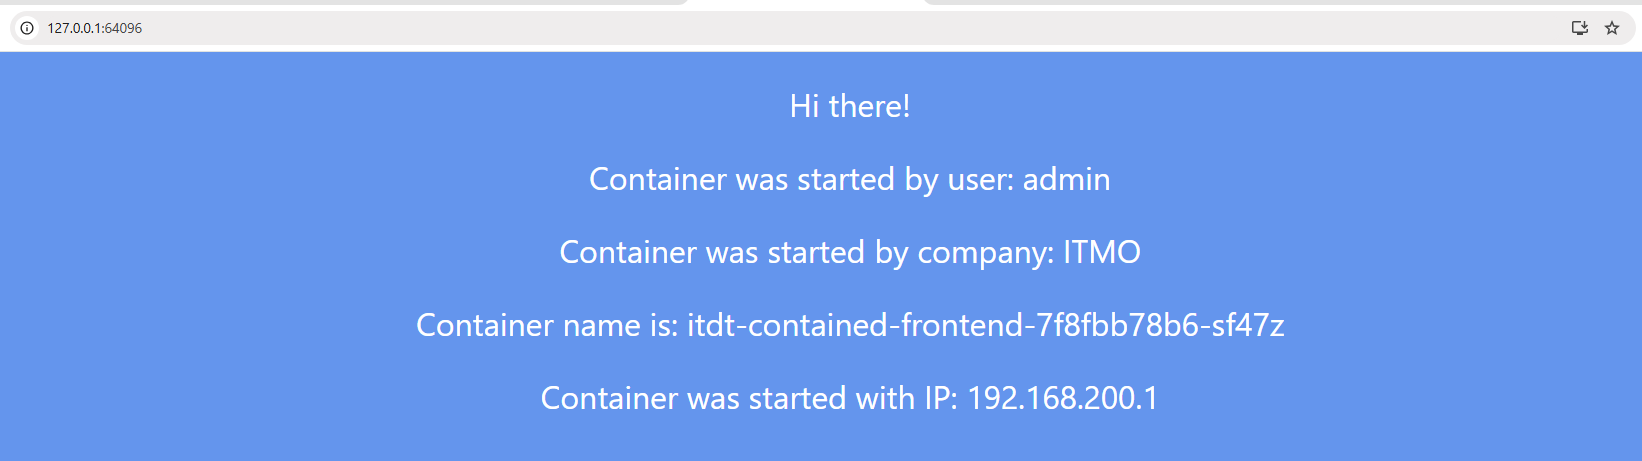 127.0.0.1:64096
Hi there!
Container was started by user: admin
Container was started by company: ITMO
Container name is: itdt-contained-frontend-7f8fbb78b6-sf47z
Container was started with IP: 192.168.200.1